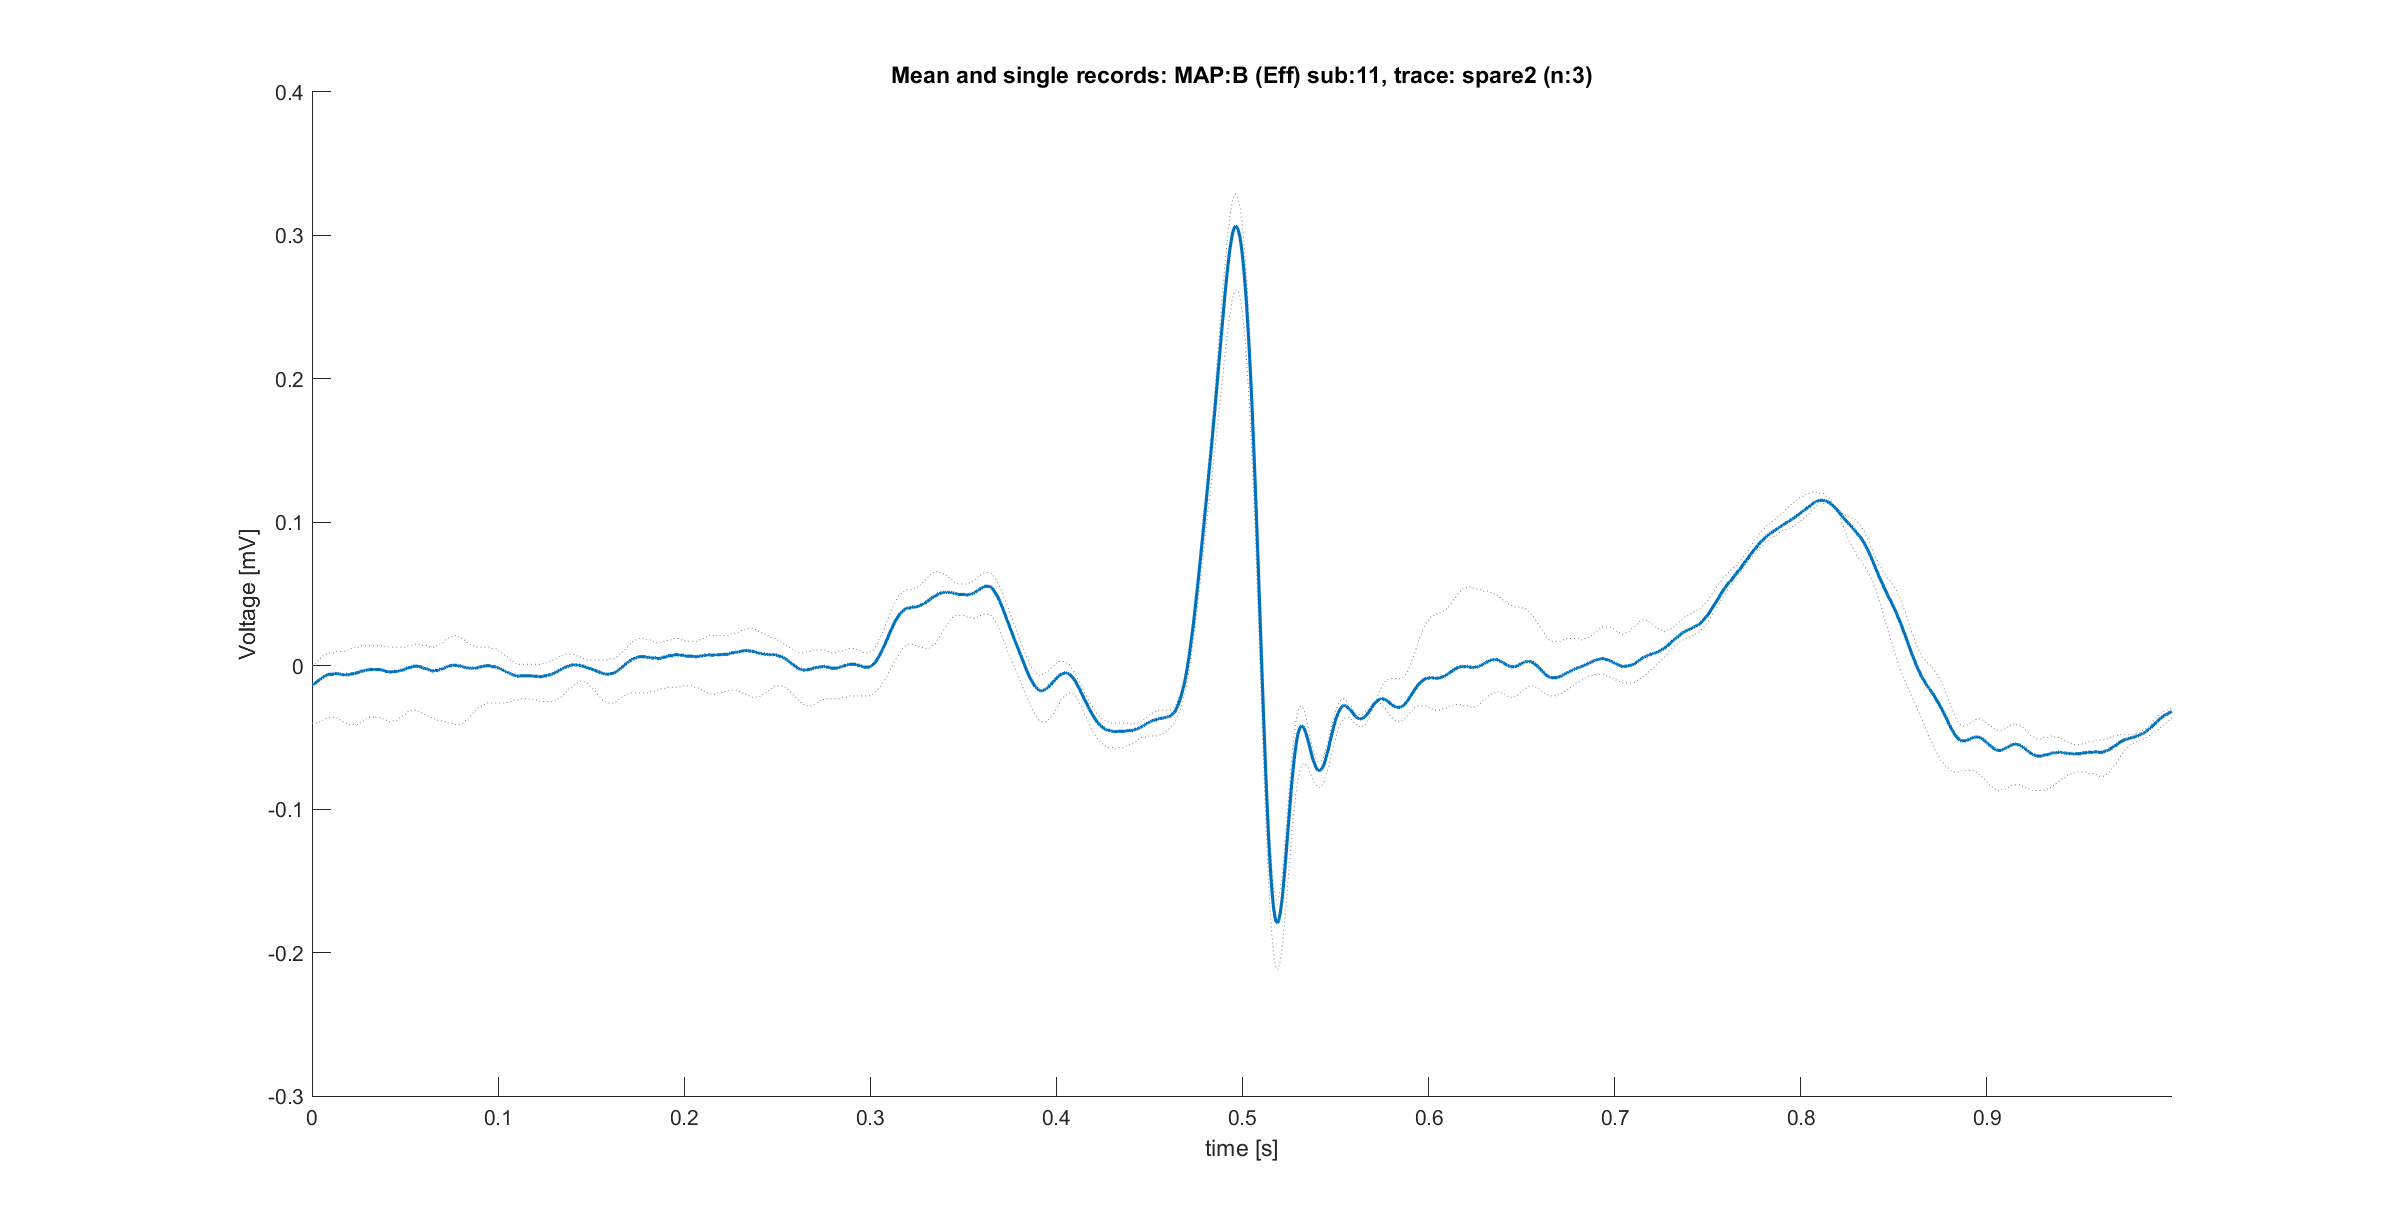 Mean and single records: MAP:B (Eff) sub:11, trace: spare2 (n:3)
0.4
0.3
0.2
0.1
0
-0.1
-0.2
-0.3
Voltage [mV]
0 0.1 0.2 0.3 0.4 0.5 0.6 0.7 0.8 0.9
time [s]